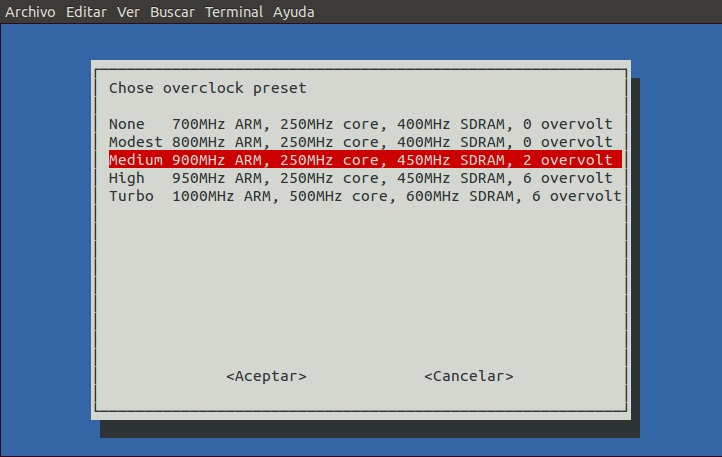 Archivo Editar Ver Buscar Terminal Ayuda
Chose overclock preset
None 700MHz ARM, 250MHz core, 400MHz SDRAM, 0 overvolt
Modest 800MHz ARM, 250MHz core, 400MHz SDRAM, 0 overvolt
Medium 900MHz ARM, 250MHz core, 450MHz SDRAM, 2 overvolt
High 950MHz ARM, 250MHz core, 450MHz SDRAM, 6 overvolt
Turbo 1000MHz ARM, 500MHz core, 600MHz SDRAM, 6 overvolt
<Aceptar> <Cancelar>